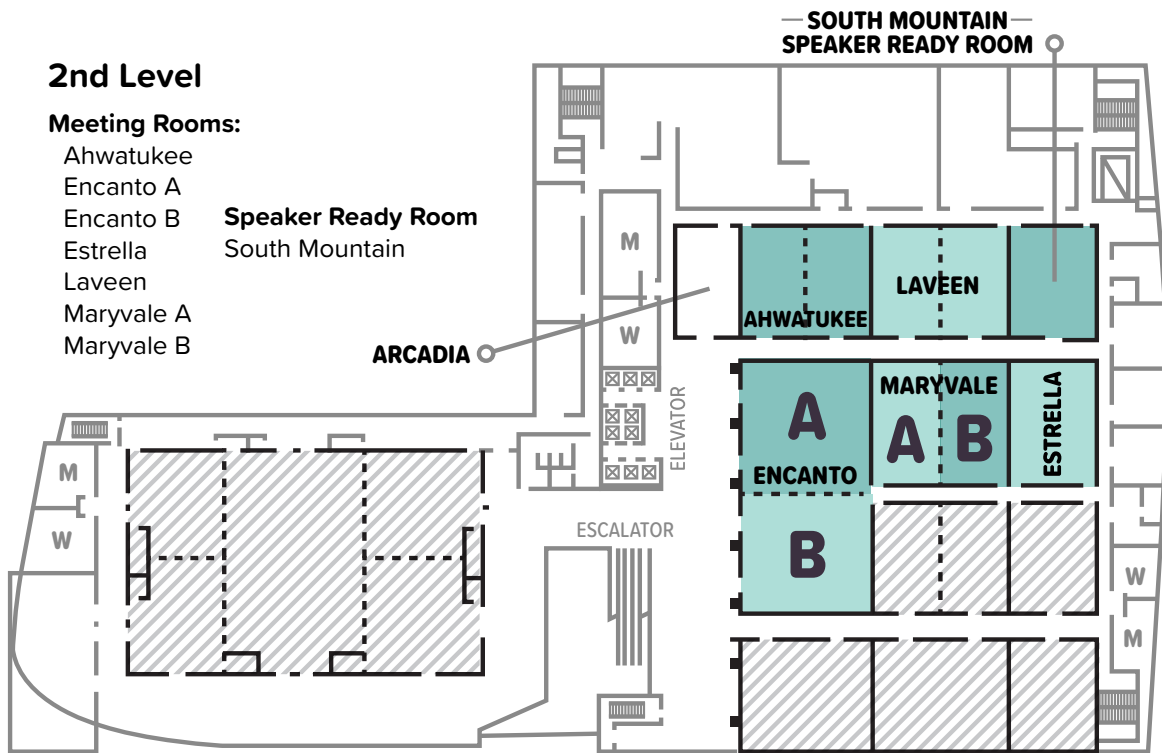 SOUTH MOUNTAIN
SPEAKER READY ROOM
2nd Level
Meeting Rooms:
Ahwatukee
Encanto A
Encanto B
Estrella
Laveen
Maryvale A
Maryvale B
Speaker Ready Room
South Mountain
M
W
ARCADIA
AHWATUKEE
LAVEEN
ELEVATOR
A
ENCANTO
B
MARYVALE
A
B
ESTRELLA
M
W
ESCALATOR
W
M